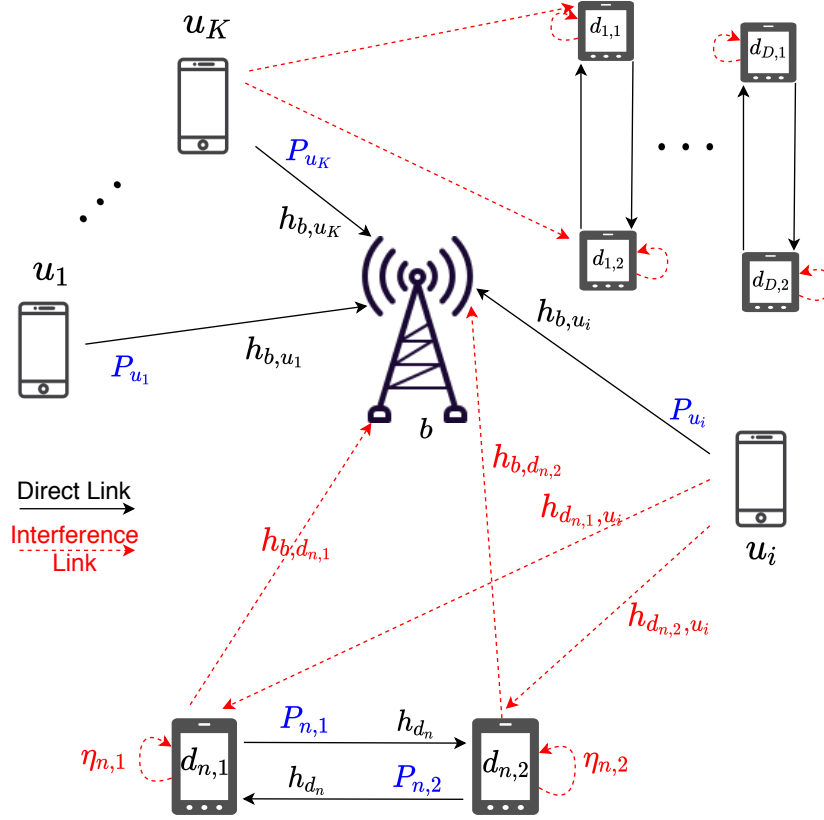 u_K
d_{1,1}
d_{D,1}
P_{u_K}
. . .
h_{b,u_K}
. . .
d_{1,2}
d_{D,2}
u_1
h_{b,u_i}
h_{b,u_1}
P_{u_1}
P_{u_i}
b
h_{b,d_{n,2}}
Direct Link
h_{d_{n,1},u_i}
Interference
Link
h_{b,d_{n,1}}
u_i
h_{d_{n,2},u_i}
P_{n,1}
h_{d_n}
η_{n,1}
d_{n,1}
d_{n,2}
η_{n,2}
h_{d_n}
P_{n,2}